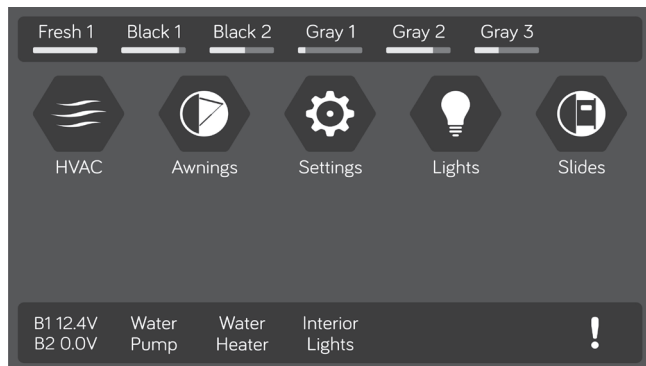 Fresh 1 Black 1 Black 2 Gray 1 Gray 2 Gray 3
HVAC Awnings Settings Lights Slides
B1 12.4V Water Water Interior
B2 0.0V Pump Heater Lights
!